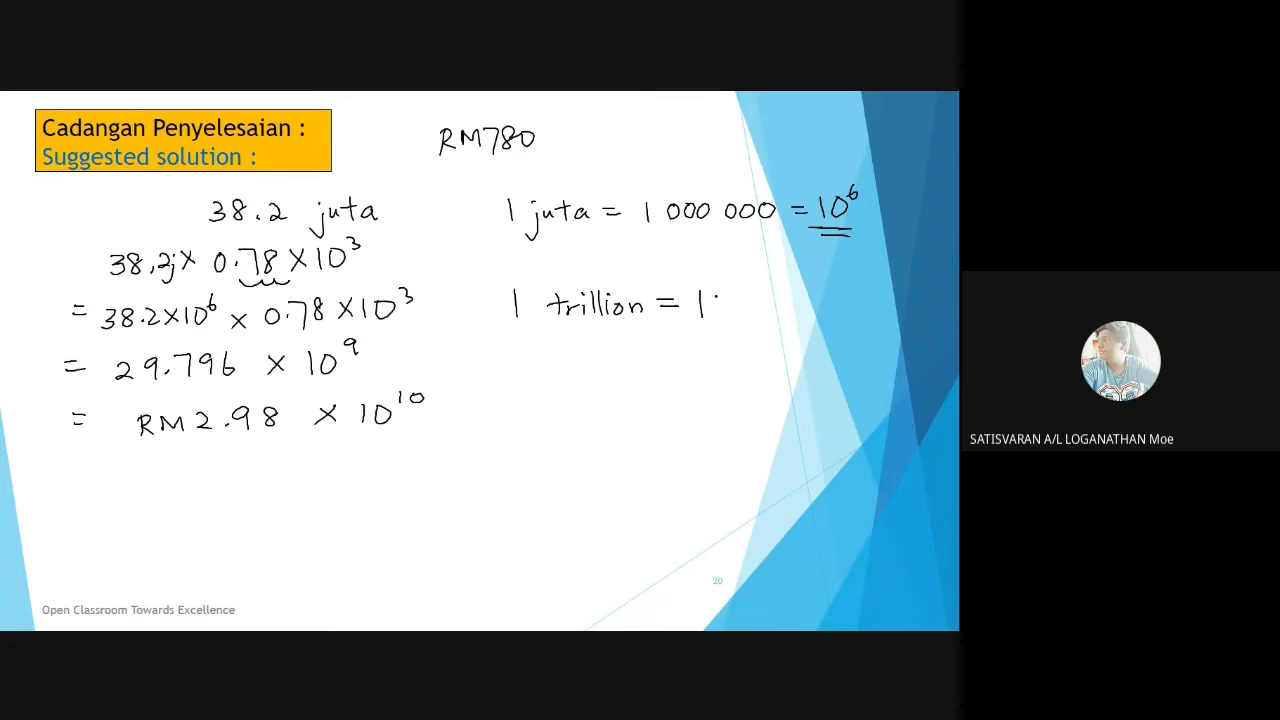 Cadangan Penyelesaian :
Suggested solution :
RM780
38.2 juta
1 juta = 1 000 000 = 10⁶
38.2j × 0.78 × 10³
= 38.2×10⁶ × 0.78 × 10³
1 trillion = 1.
= 29.796 × 10⁹
= RM2.98 × 10¹⁰
SATISVARAN A/L LOGANATHAN Moe
20
Open Classroom Towards Excellence